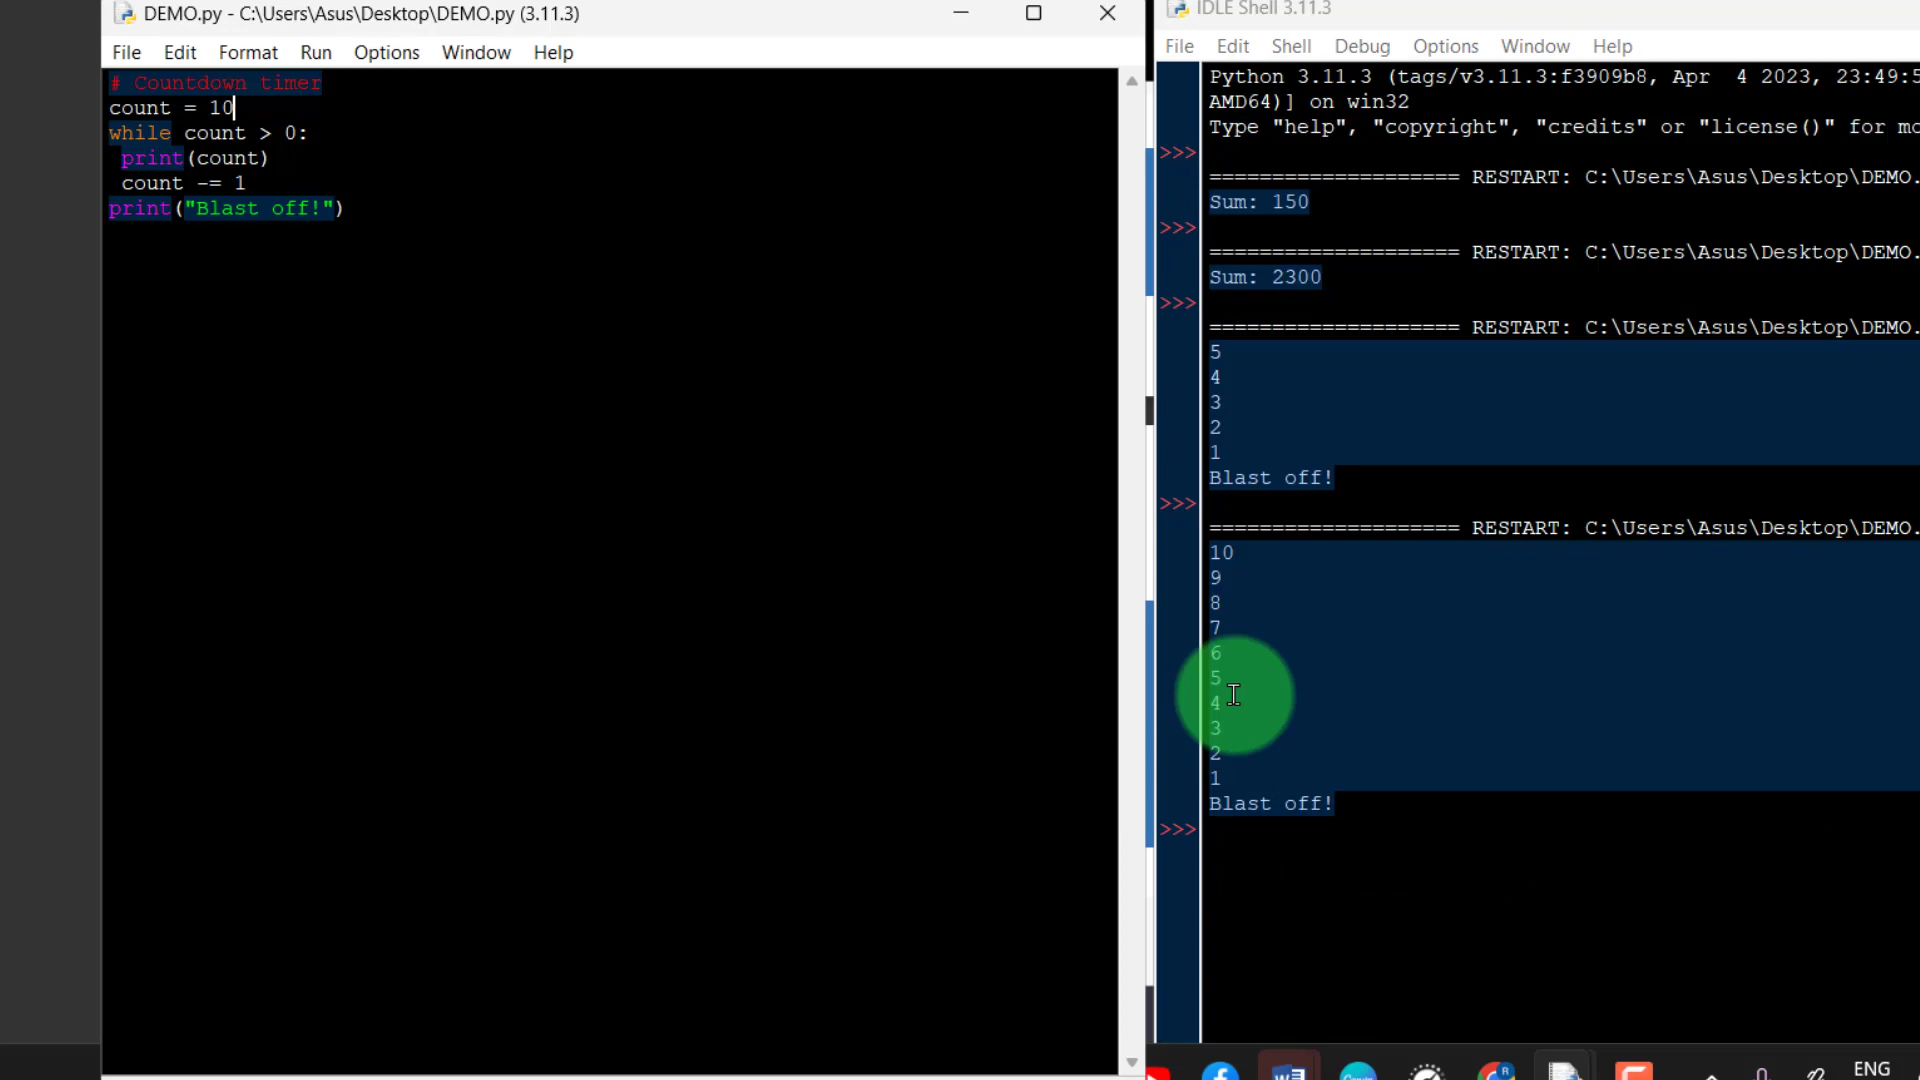 DEMO.py - C:\Users\Asus\Desktop\DEMO.py (3.11.3)
File Edit Format Run Options Window Help
# Countdown timer
count = 10
while count > 0:
 print(count)
 count -= 1
print("Blast off!")
IDLE Shell 3.11.3
File Edit Shell Debug Options Window Help
Python 3.11.3 (tags/v3.11.3:f3909b8, Apr  4 2023, 23:49:5
AMD64)] on win32
Type "help", "copyright", "credits" or "license()" for mo
>>>
==================== RESTART: C:\Users\Asus\Desktop\DEMO.
Sum: 150
>>>
==================== RESTART: C:\Users\Asus\Desktop\DEMO.
Sum: 2300
>>>
==================== RESTART: C:\Users\Asus\Desktop\DEMO.
5
4
3
2
1
Blast off!
>>>
==================== RESTART: C:\Users\Asus\Desktop\DEMO.
10
9
8
7
6
5
4
3
2
1
Blast off!
>>>
ENG